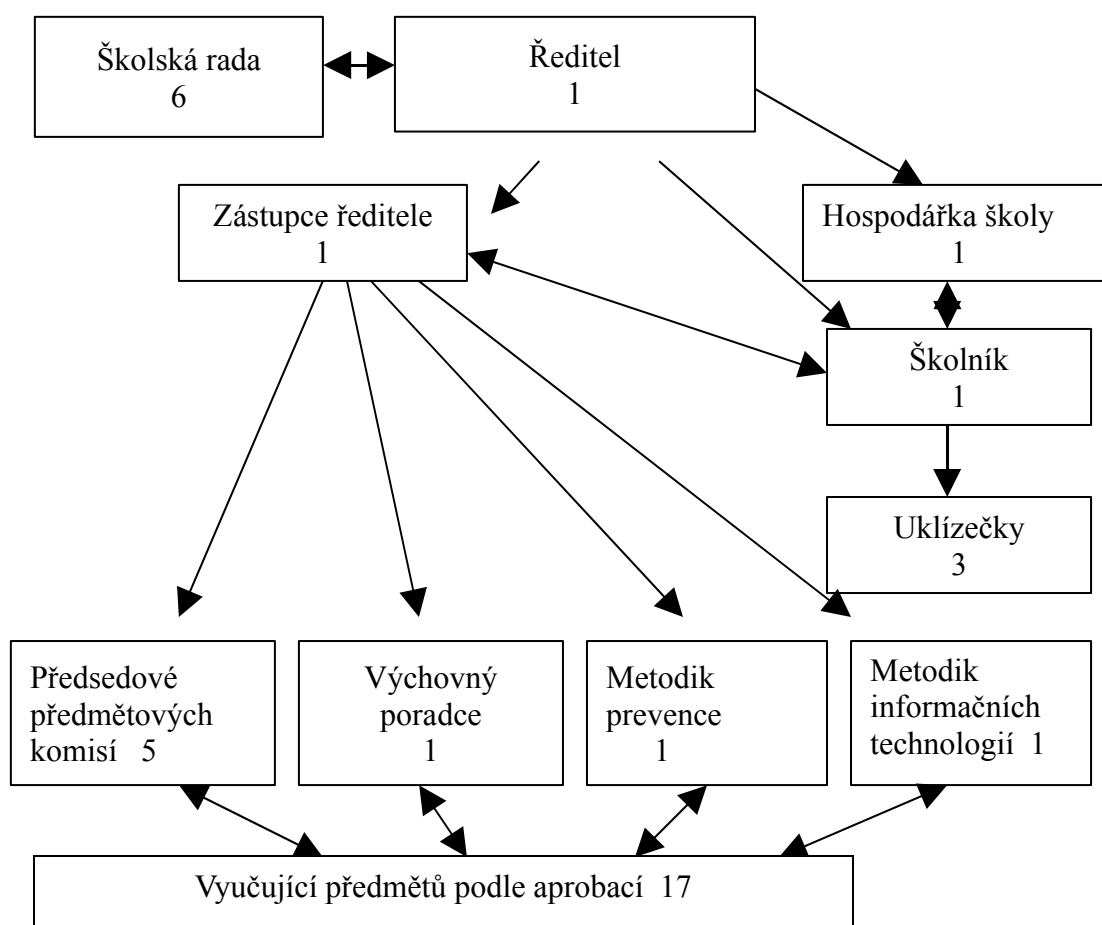 Školská rada
6
Ředitel
1
Zástupce ředitele
1
Hospodářka školy
1
Školník
1
Uklízečky
3
Předsedové
předmětových
komisí 5
Výchovný
poradce
1
Metodik
prevence
1
Metodik
informačních
technologií 1
Vyučující předmětů podle aprobací 17